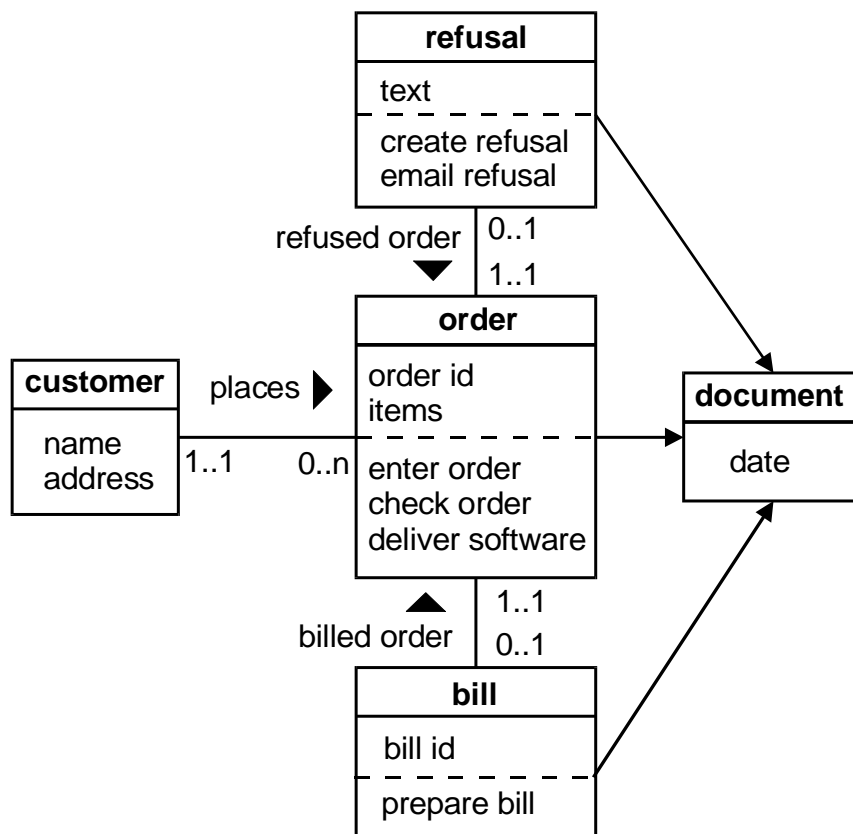 refusal
text
create refusal
email refusal
refused order
0..1
1..1
order
order id
items
enter order
check order
deliver software
customer
name
address
places
1..1
0..n
document
date
billed order
1..1
0..1
bill
bill id
prepare bill